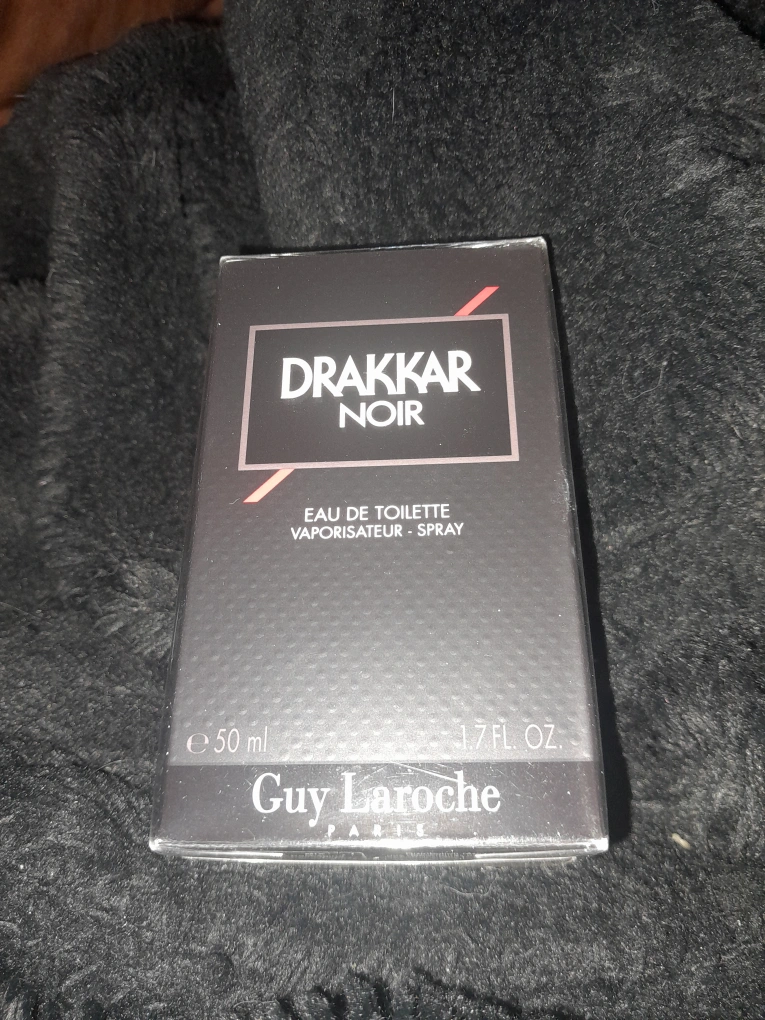 DRAKKAR
NOIR
EAU DE TOILETTE
VAPORISATEUR - SPRAY
℮ 50 ml 1.7 FL. OZ.
Guy Laroche
PARIS